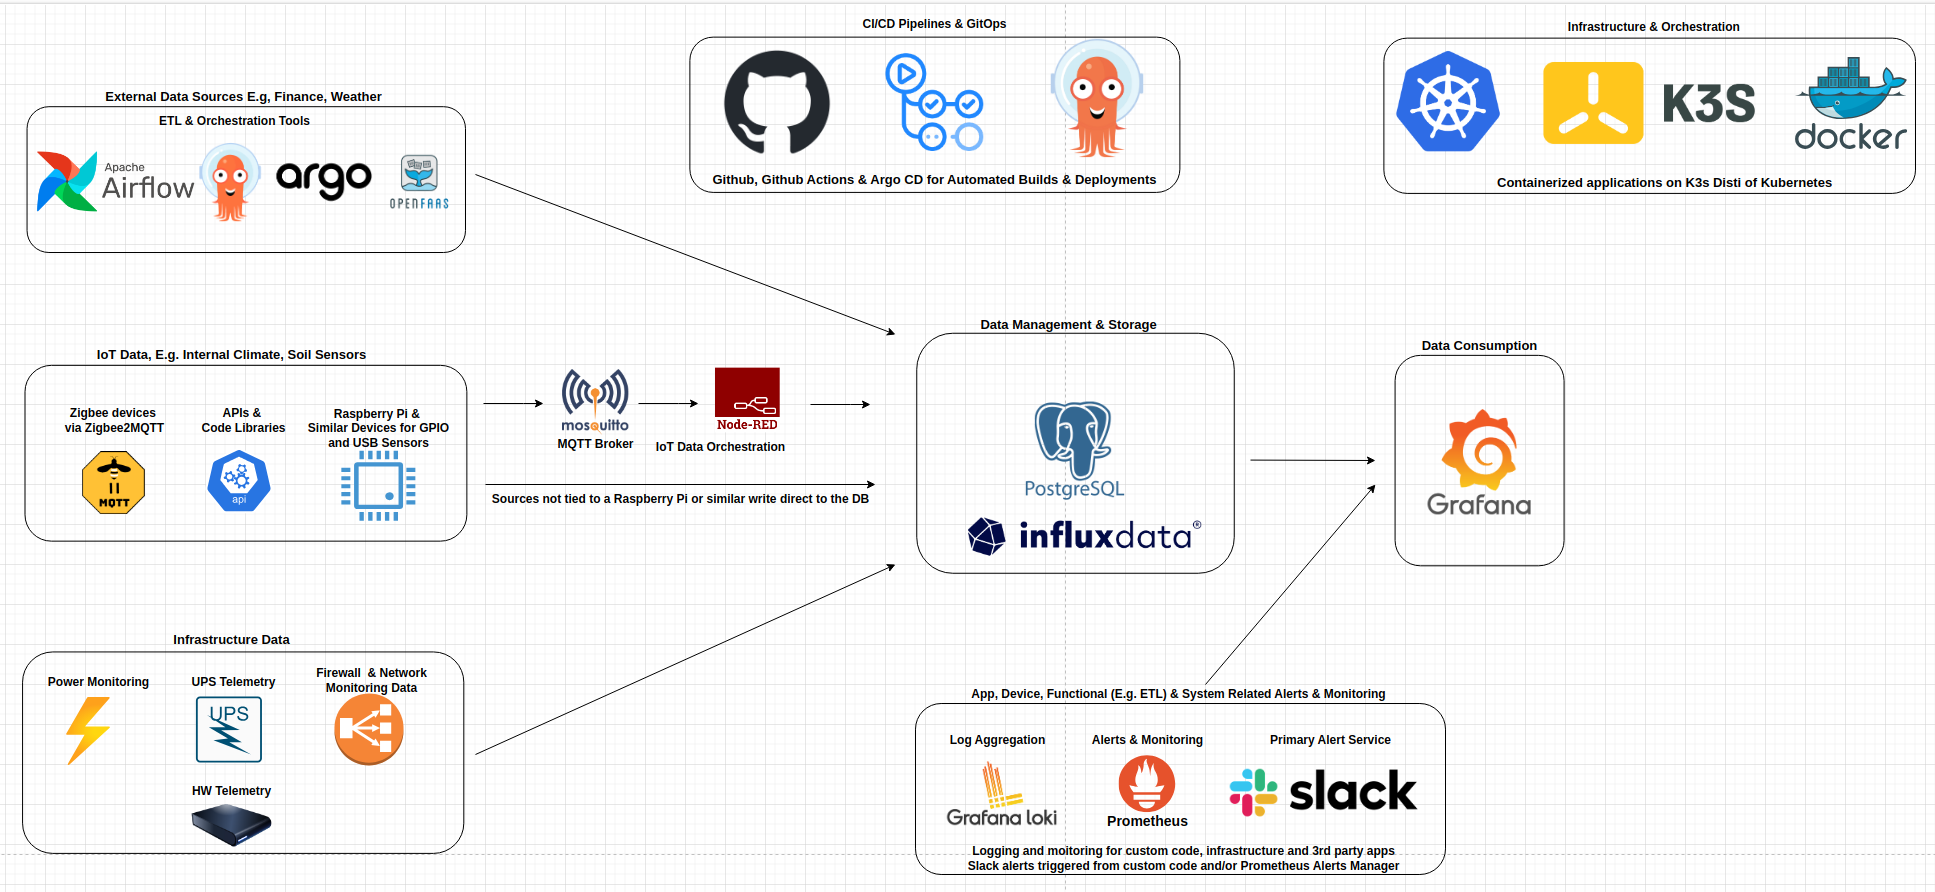 CI/CD Pipelines & GitOps
Github, Github Actions & Argo CD for Automated Builds & Deployments
Infrastructure & Orchestration
K3S
docker
Containerized applications on K3s Disti of Kubernetes
External Data Sources E.g, Finance, Weather
ETL & Orchestration Tools
Apache
Airflow
argo
OPENFAAS
IoT Data, E.g. Internal Climate, Soil Sensors
Zigbee devices
via Zigbee2MQTT
MQTT
APIs &
Code Libraries
api
Raspberry Pi &
Similar Devices for GPIO
and USB Sensors
mosquitto
MQTT Broker
Node-RED
IoT Data Orchestration
Sources not tied to a Raspberry Pi or similar write direct to the DB
Data Management & Storage
PostgreSQL
influxdata®
Data Consumption
Grafana
Infrastructure Data
Power Monitoring
UPS Telemetry
UPS
Firewall & Network
Monitoring Data
HW Telemetry
App, Device, Functional (E.g. ETL) & System Related Alerts & Monitoring
Log Aggregation
Grafana loki
Alerts & Monitoring
Prometheus
Primary Alert Service
slack
Logging and moitoring for custom code, infrastructure and 3rd party apps
Slack alerts triggered from custom code and/or Prometheus Alerts Manager